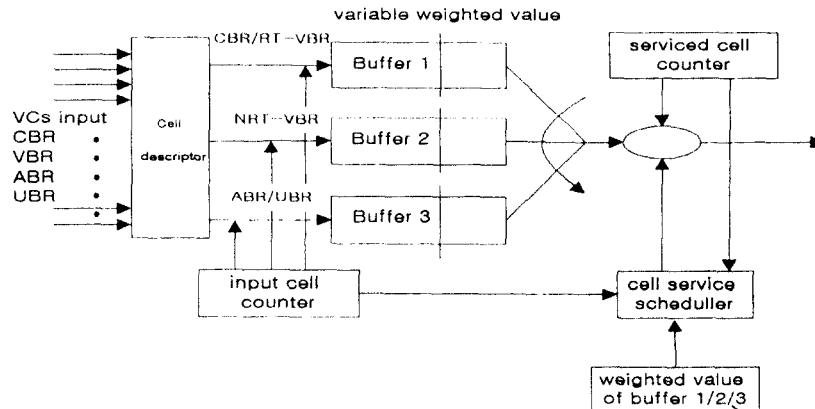 variable weighted value
CBR/RT-VBR
Buffer 1
serviced cell
counter
VCs input
CBR
VBR
ABR
UBR
Cell
descriptor
NRT-VBR
Buffer 2
ABR/UBR
Buffer 3
input cell
counter
cell service
scheduller
weighted value
of buffer 1/2/3